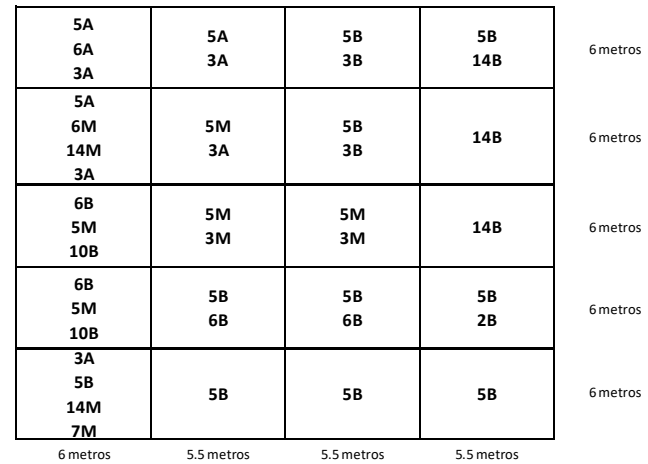 5A
6A
3A
5A
3A
5B
3B
5B
14B
6 metros
5A
6M
14M
3A
5M
3A
5B
3B
14B
6 metros
6B
5M
10B
5M
3M
5M
3M
14B
6 metros
6B
5M
10B
5B
6B
5B
6B
5B
2B
6 metros
3A
5B
14M
7M
5B
5B
5B
6 metros
6 metros
5.5 metros
5.5 metros
5.5 metros